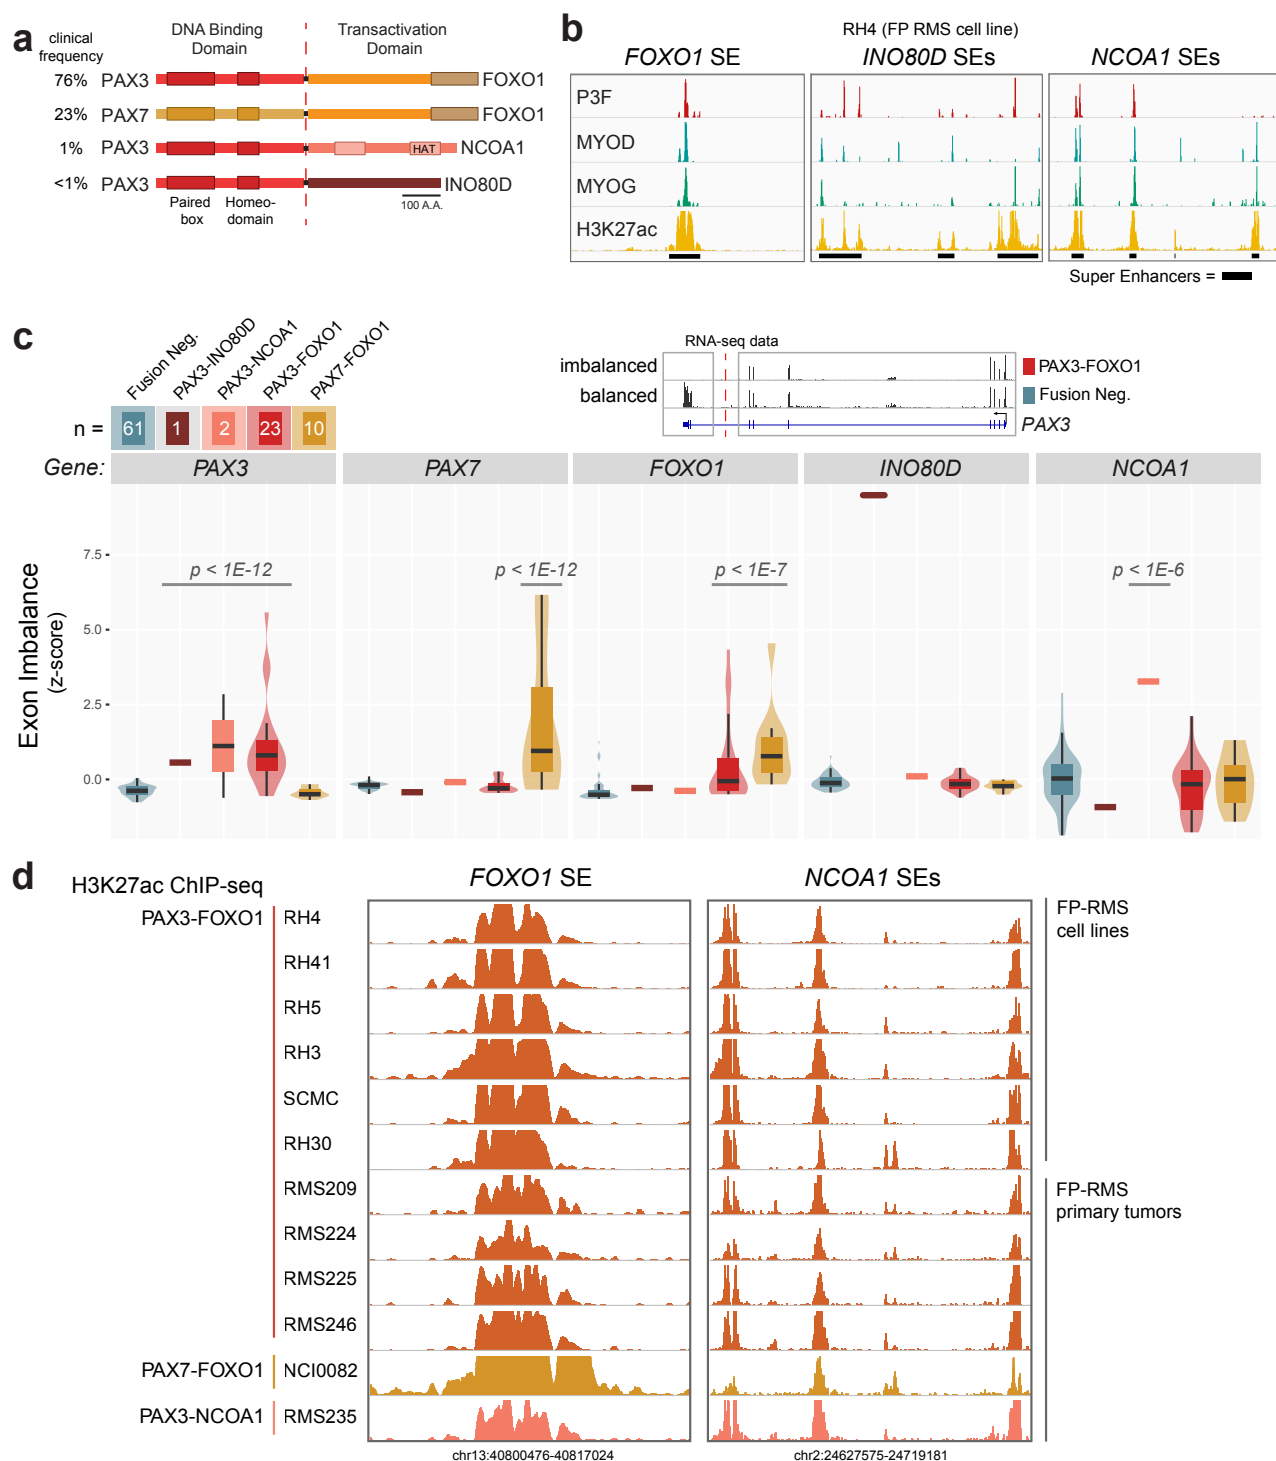 a
clinical
frequency
DNA Binding
Domain
Transactivation
Domain
76% PAX3 FOXO1
23% PAX7 FOXO1
1% PAX3 HAT NCOA1
<1% PAX3 INO80D
Paired
box
Homeo-
domain
100 A.A.
b
RH4 (FP RMS cell line)
FOXO1 SE INO80D SEs NCOA1 SEs
P3F
MYOD
MYOG
H3K27ac
Super Enhancers =
c
Fusion Neg. PAX3-INO80D PAX3-NCOA1 PAX3-FOXO1 PAX7-FOXO1
n = 61 1 2 23 10
RNA-seq data
imbalanced
balanced
PAX3-FOXO1
Fusion Neg.
PAX3
Gene: PAX3 PAX7 FOXO1 INO80D NCOA1
Exon Imbalance
(z-score)
7.5
5.0
2.5
0.0
p < 1E-12 p < 1E-12 p < 1E-7 p < 1E-6
d
H3K27ac ChIP-seq
FOXO1 SE NCOA1 SEs
PAX3-FOXO1 RH4
RH41
RH5
RH3
SCMC
RH30
RMS209
RMS224
RMS225
RMS246
PAX7-FOXO1 NCI0082
PAX3-NCOA1 RMS235
FP-RMS
cell lines
FP-RMS
primary tumors
chr13:40800476-40817024 chr2:24627575-24719181